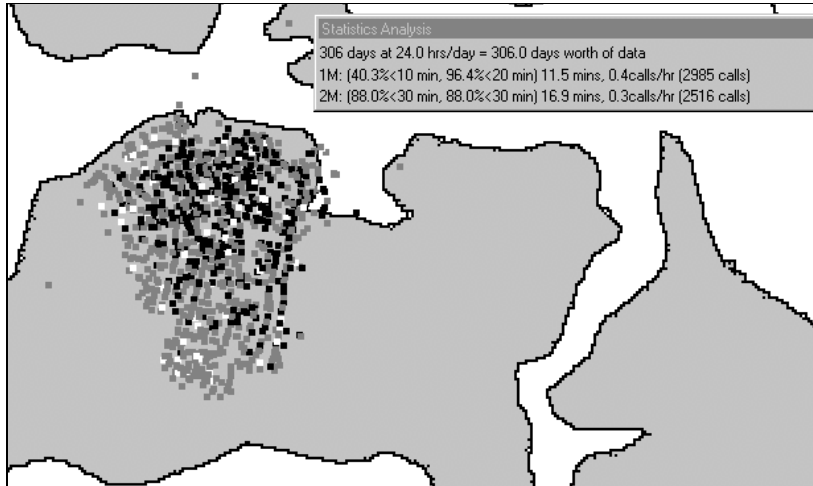 Statistics Analysis
306 days at 24.0 hrs/day = 306.0 days worth of data
1M: (40.3%<10 min, 96.4%<20 min) 11.5 mins, 0.4calls/hr (2985 calls)
2M: (88.0%<30 min, 88.0%<30 min) 16.9 mins, 0.3calls/hr (2516 calls)